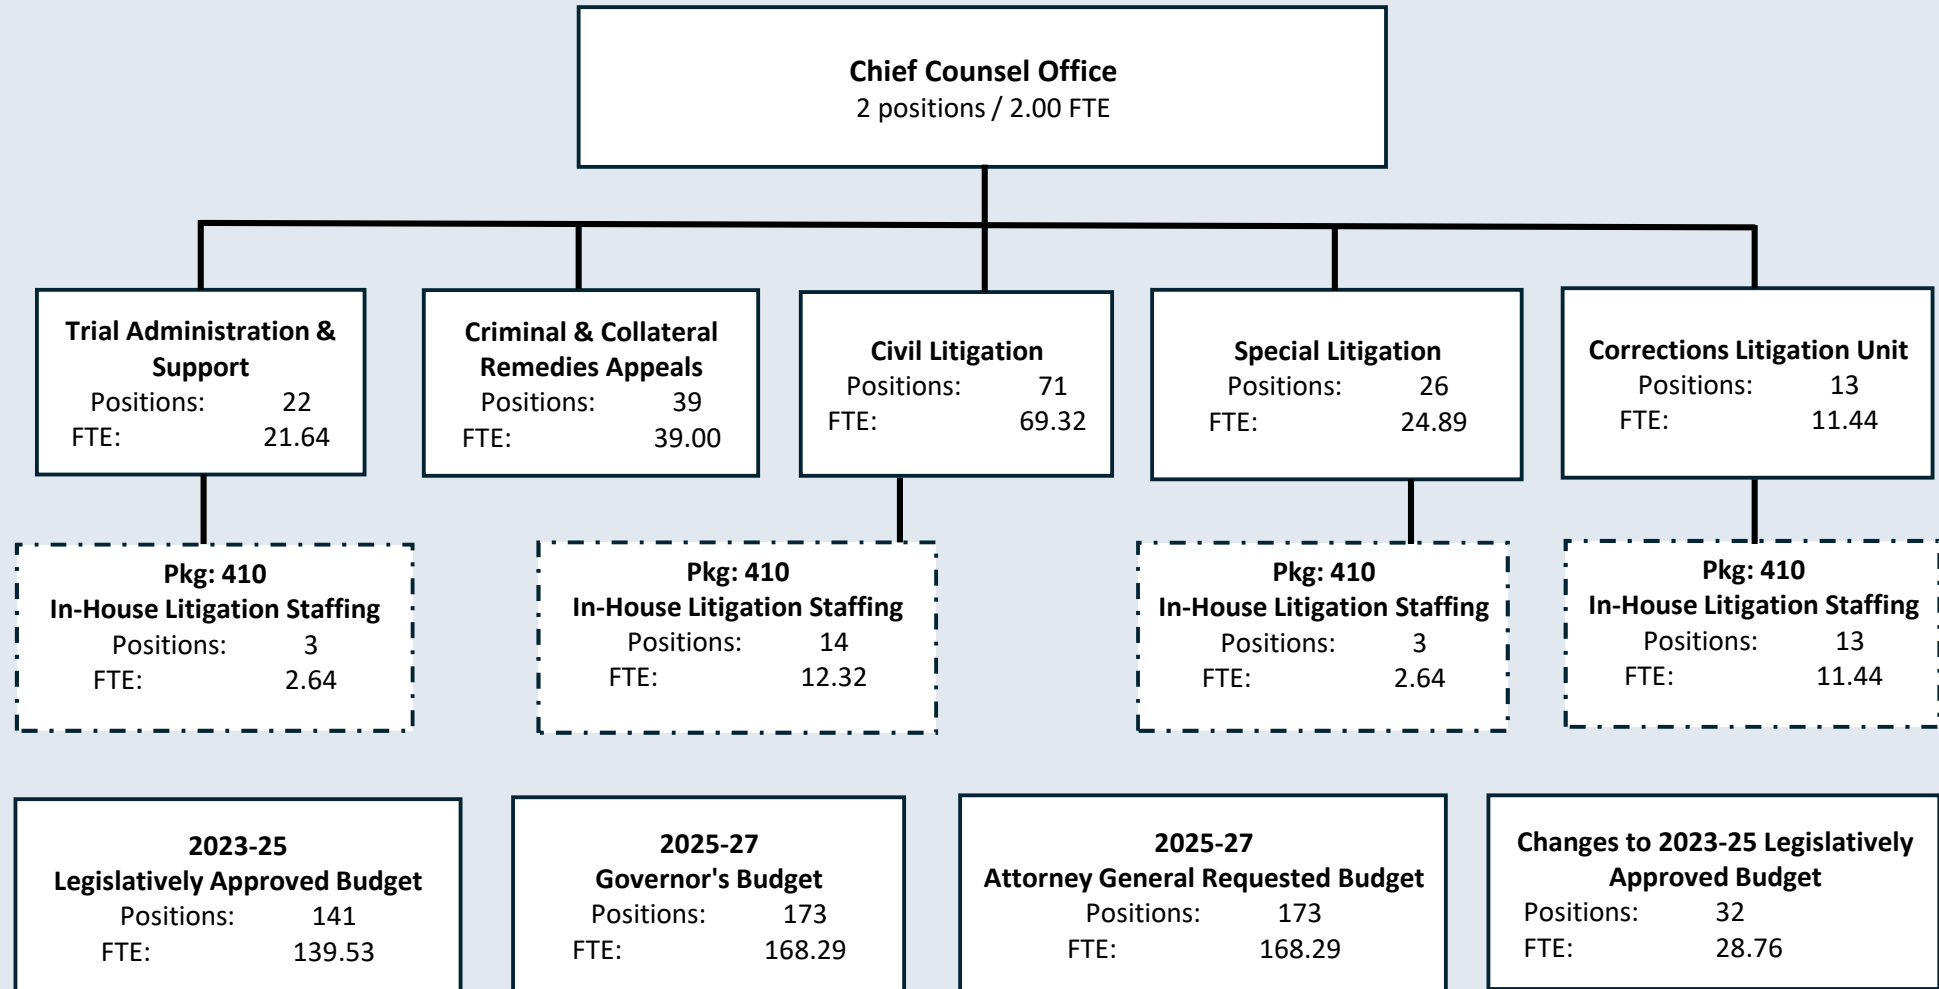 Chief Counsel Office
2 positions / 2.00 FTE
Trial Administration &
Support
Positions: 22
FTE: 21.64
Criminal & Collateral
Remedies Appeals
Positions: 39
FTE: 39.00
Civil Litigation
Positions: 71
FTE: 69.32
Special Litigation
Positions: 26
FTE: 24.89
Corrections Litigation Unit
Positions: 13
FTE: 11.44
Pkg: 410
In-House Litigation Staffing
Positions: 3
FTE: 2.64
Pkg: 410
In-House Litigation Staffing
Positions: 14
FTE: 12.32
Pkg: 410
In-House Litigation Staffing
Positions: 3
FTE: 2.64
Pkg: 410
In-House Litigation Staffing
Positions: 13
FTE: 11.44
2023-25
Legislatively Approved Budget
Positions: 141
FTE: 139.53
2025-27
Governor's Budget
Positions: 173
FTE: 168.29
2025-27
Attorney General Requested Budget
Positions: 173
FTE: 168.29
Changes to 2023-25 Legislatively
Approved Budget
Positions: 32
FTE: 28.76